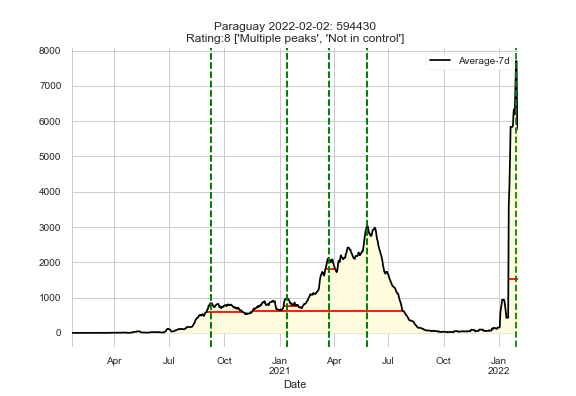 Paraguay 2022-02-02: 594430
Rating:8 ['Multiple peaks', 'Not in control']
Average-7d
8000
7000
6000
5000
4000
3000
2000
1000
0
Apr
Jul
Oct
Jan
2021
Apr
Jul
Oct
Jan
2022
Date